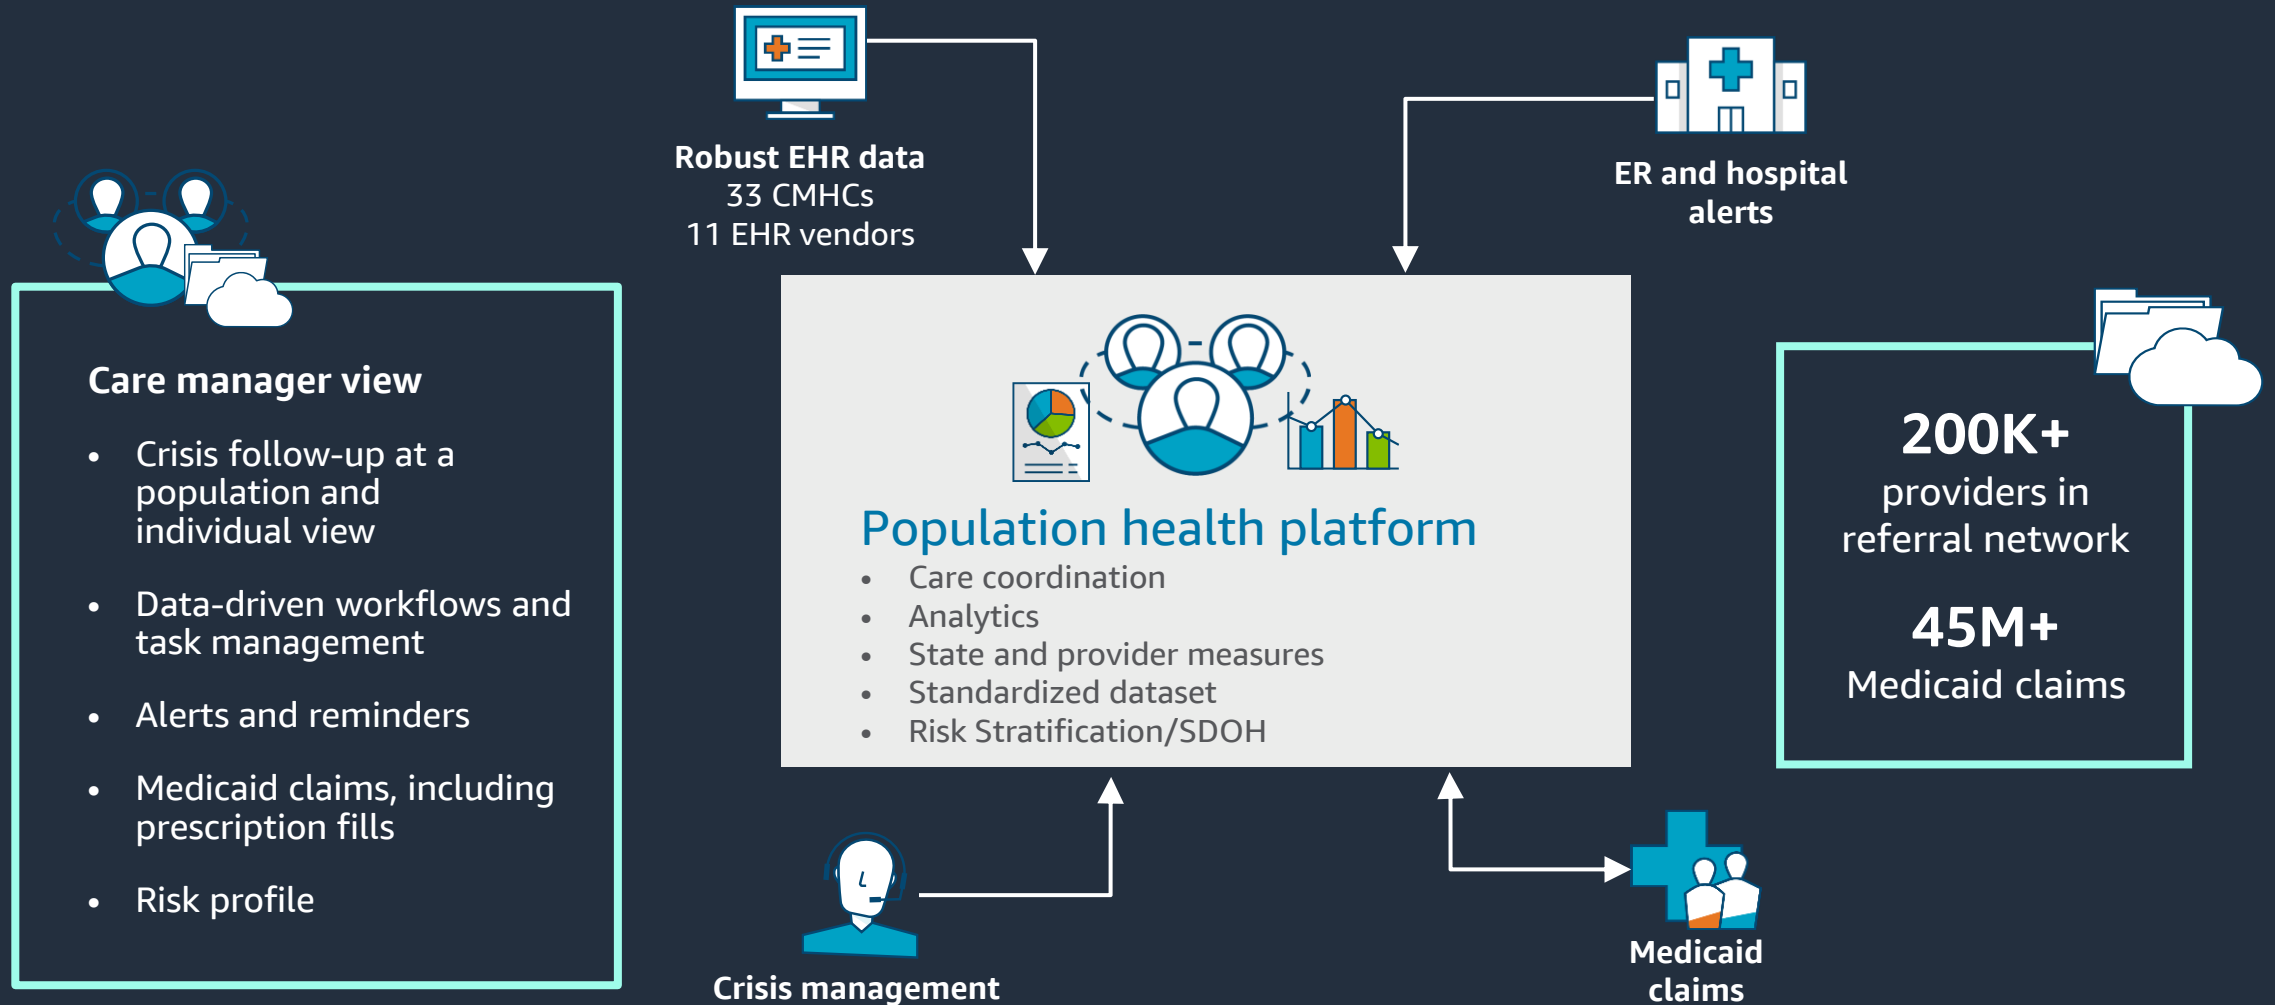 Robust EHR data
33 CMHCs
11 EHR vendors
ER and hospital
alerts
Care manager view
• Crisis follow-up at a
population and
individual view
• Data-driven workflows and
task management
• Alerts and reminders
• Medicaid claims, including
prescription fills
• Risk profile
Population health platform
• Care coordination
• Analytics
• State and provider measures
• Standardized dataset
• Risk Stratification/SDOH
200K+
providers in
referral network
45M+
Medicaid claims
Crisis management
Medicaid
claims